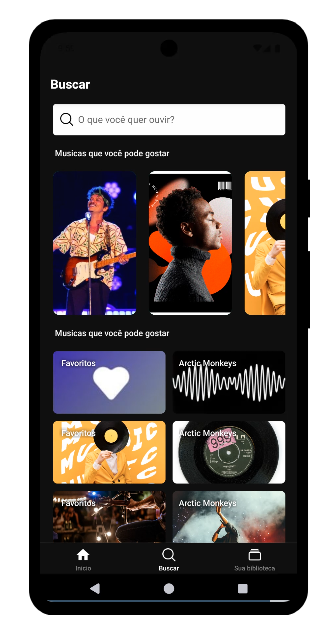 Buscar
O que você quer ouvir?
Musicas que você pode gostar
Musicas que você pode gostar
Favoritos
Arctic Monkeys
Favoritos
Arctic Monkeys
Favoritos
Arctic Monkeys
Inicio
Buscar
Sua biblioteca